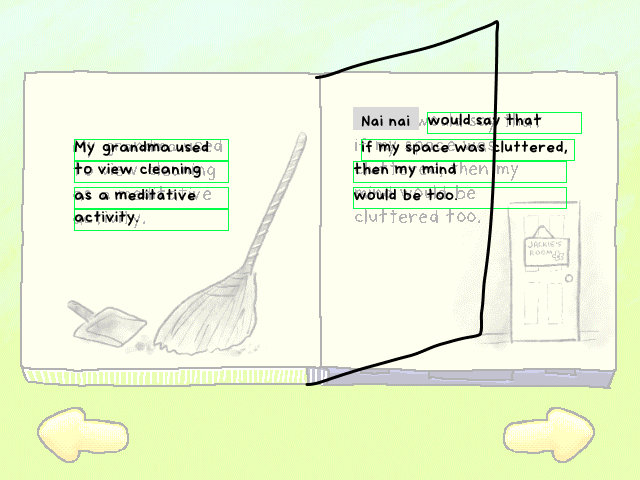 My grandma used
to view cleaning
as a meditative
activity.
Nai nai would say that
if my space was cluttered,
then my mind
would be too.
JACKIE'S
ROOM